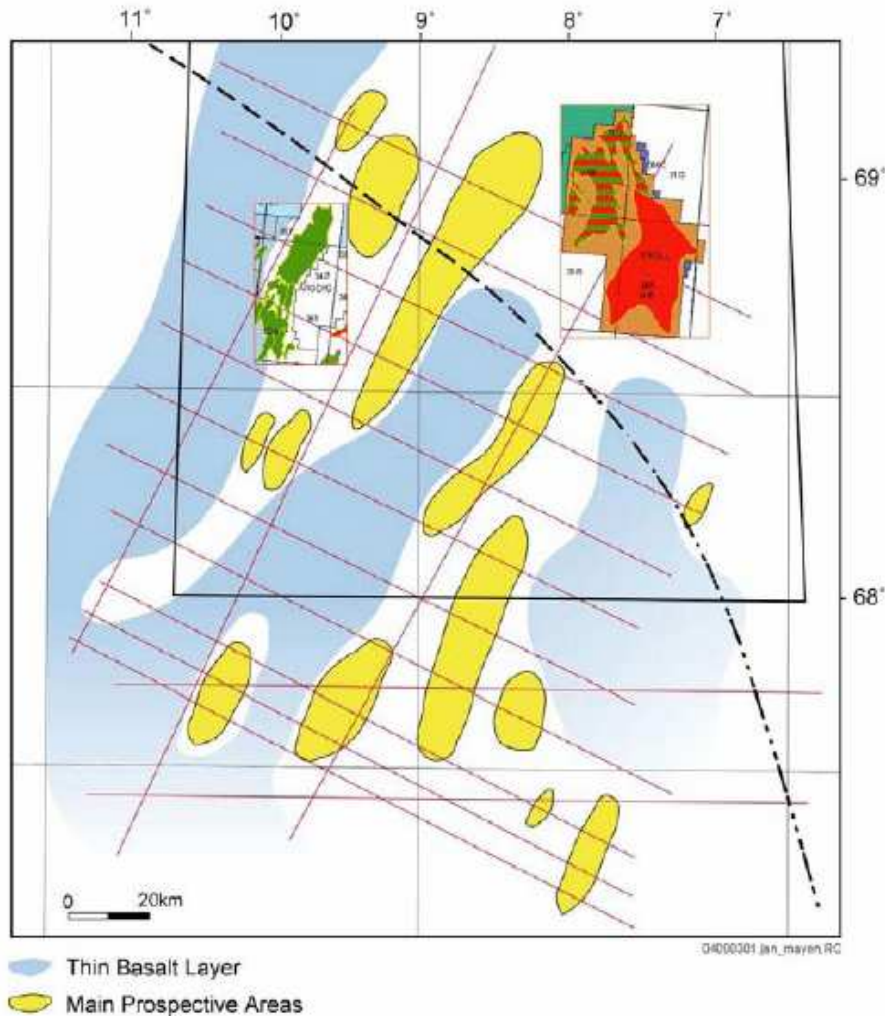 11° 10° 9° 8° 7°
69°
68°
0 20km
04000301 jan_mayen.RC
Thin Basalt Layer
Main Prospective Areas